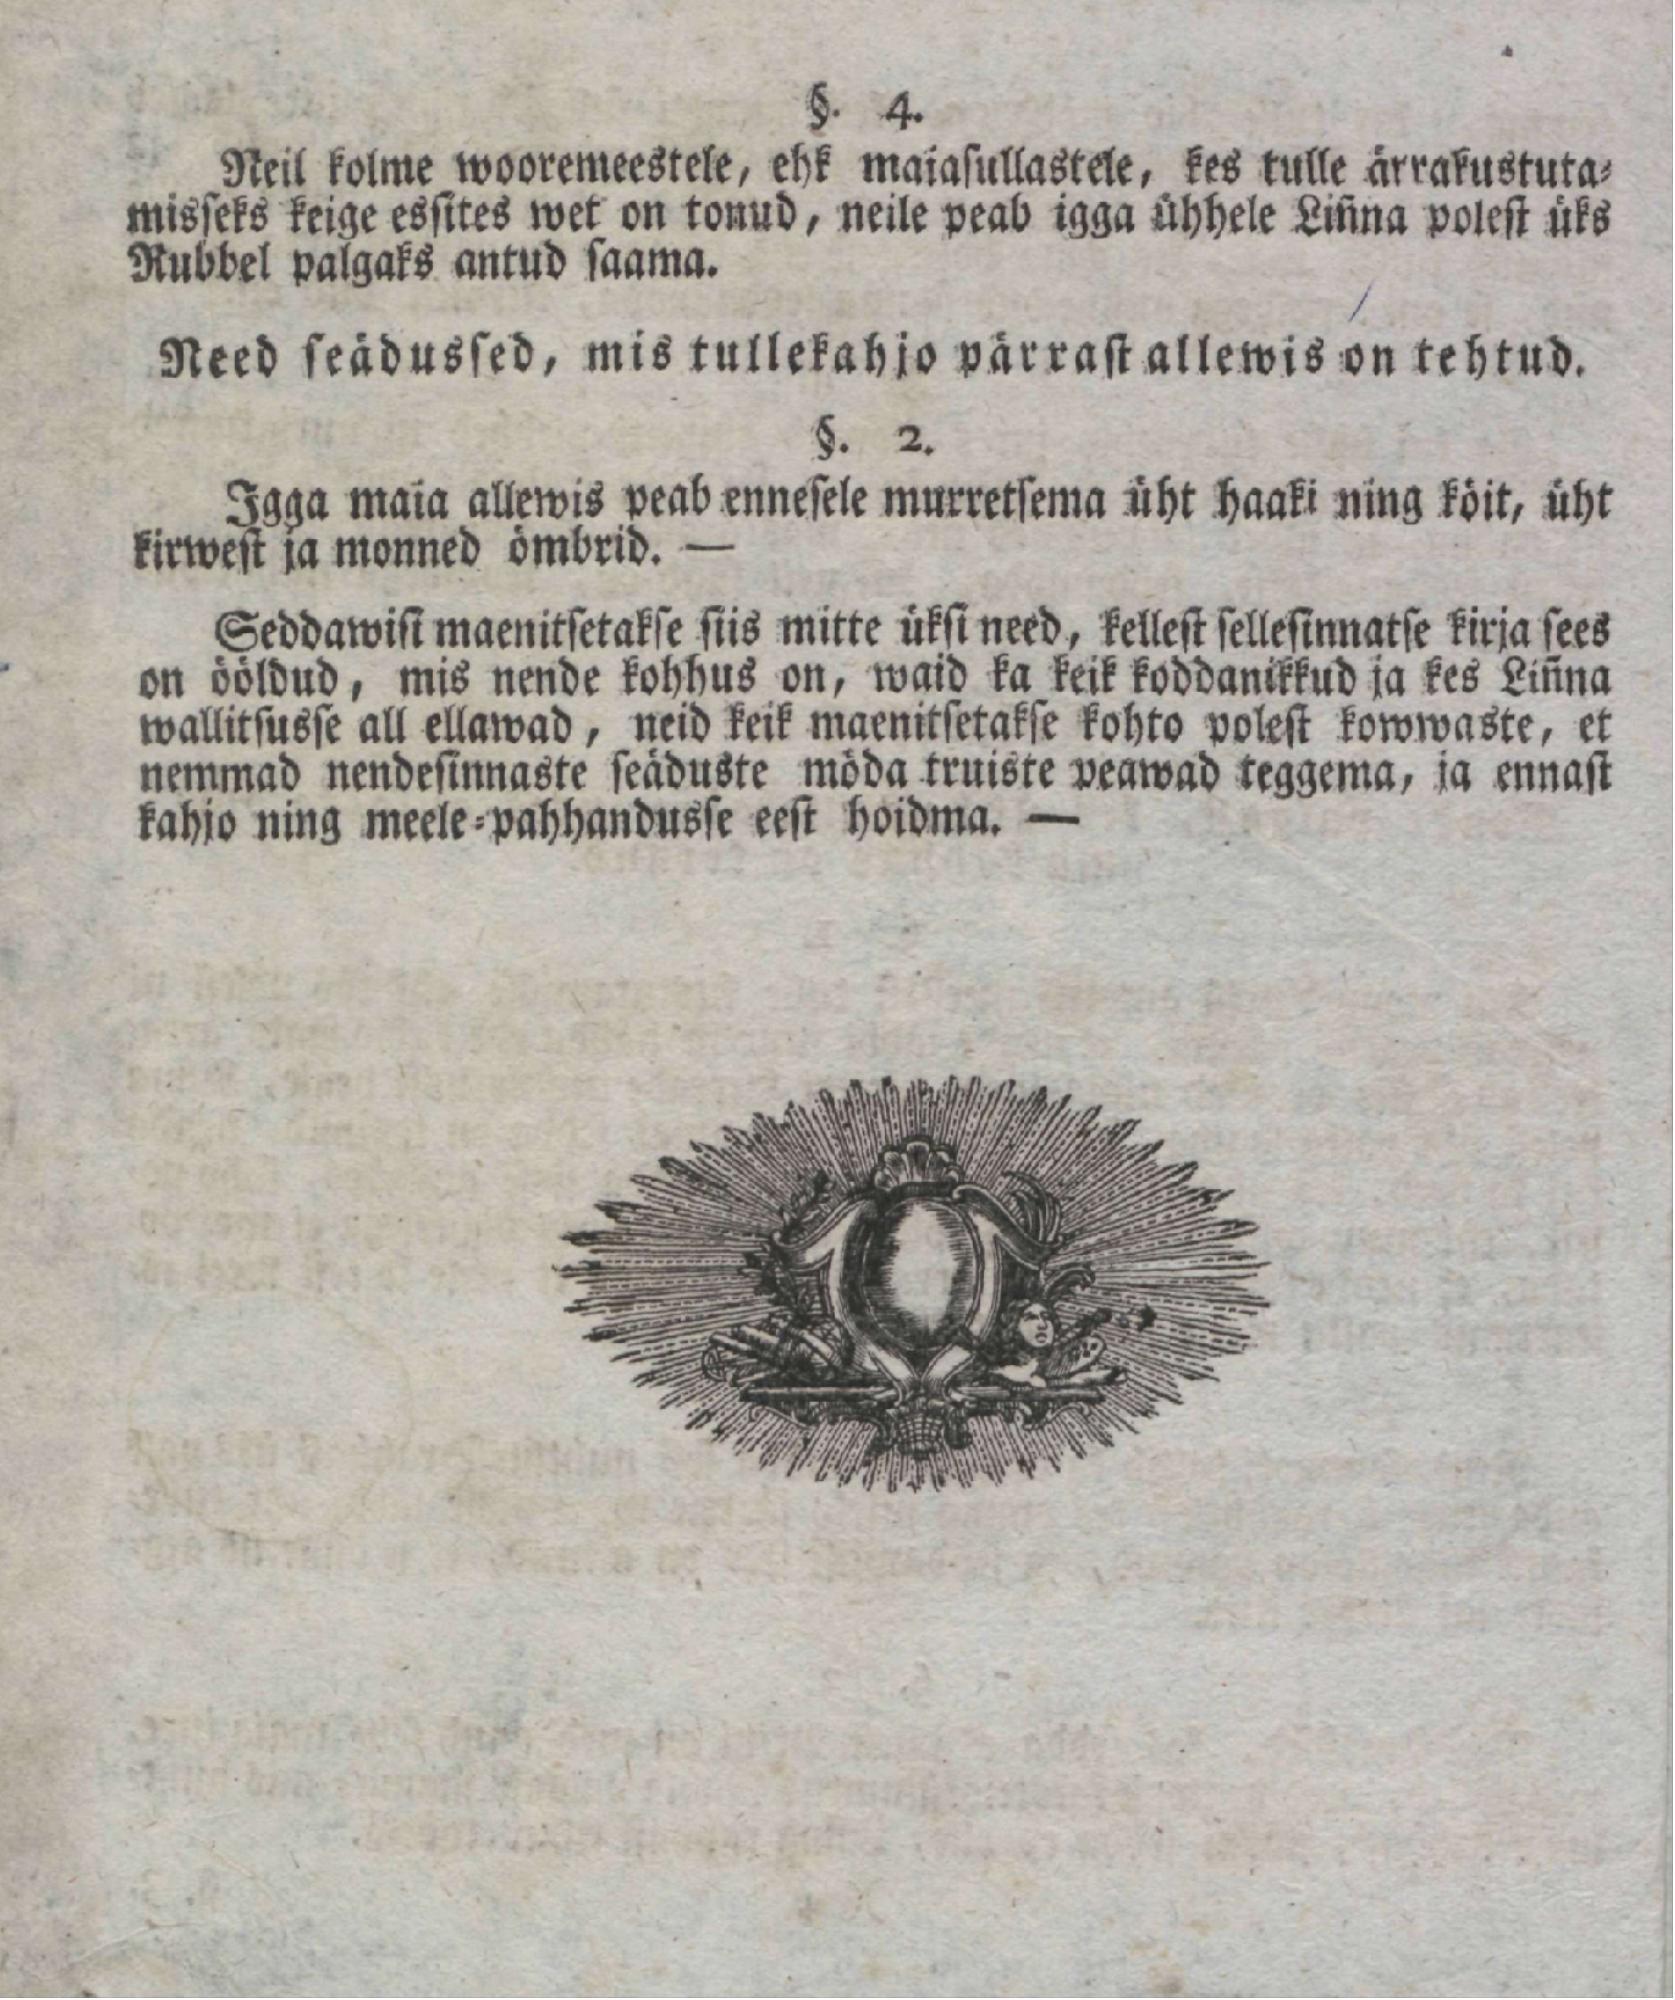 §. 4.
Neil kolme wooremeestele, ehk maiasullastele, kes tulle ärrakustuta-
misseks keige essites wet on tonud, neile peab igga ühhele Lin̄na polest üks
Rubbel palgaks antud saama.
Need seädussed, mis tullekahjo pärrast allewis on tehtud.
§. 2.
Igga maia allewis peab ennesele murretsema üht haaki ning köit, üht
kirwest ja monned ömbrid. —
Seddawisi maenitsetakse siis mitte üksi need, kellest sellesinnatse kirja sees
on ööldud, mis nende kohhus on, waid ka keik koddanikkud ja kes Lin̄na
wallitsusse all ellawad, neid keik maenitsetakse kohto polest kowwaste, et
nemmad nendesinnaste seäduste möda truiste peawad teggema, ja ennast
kahjo ning meele-pahhandusse eest hoidma. —